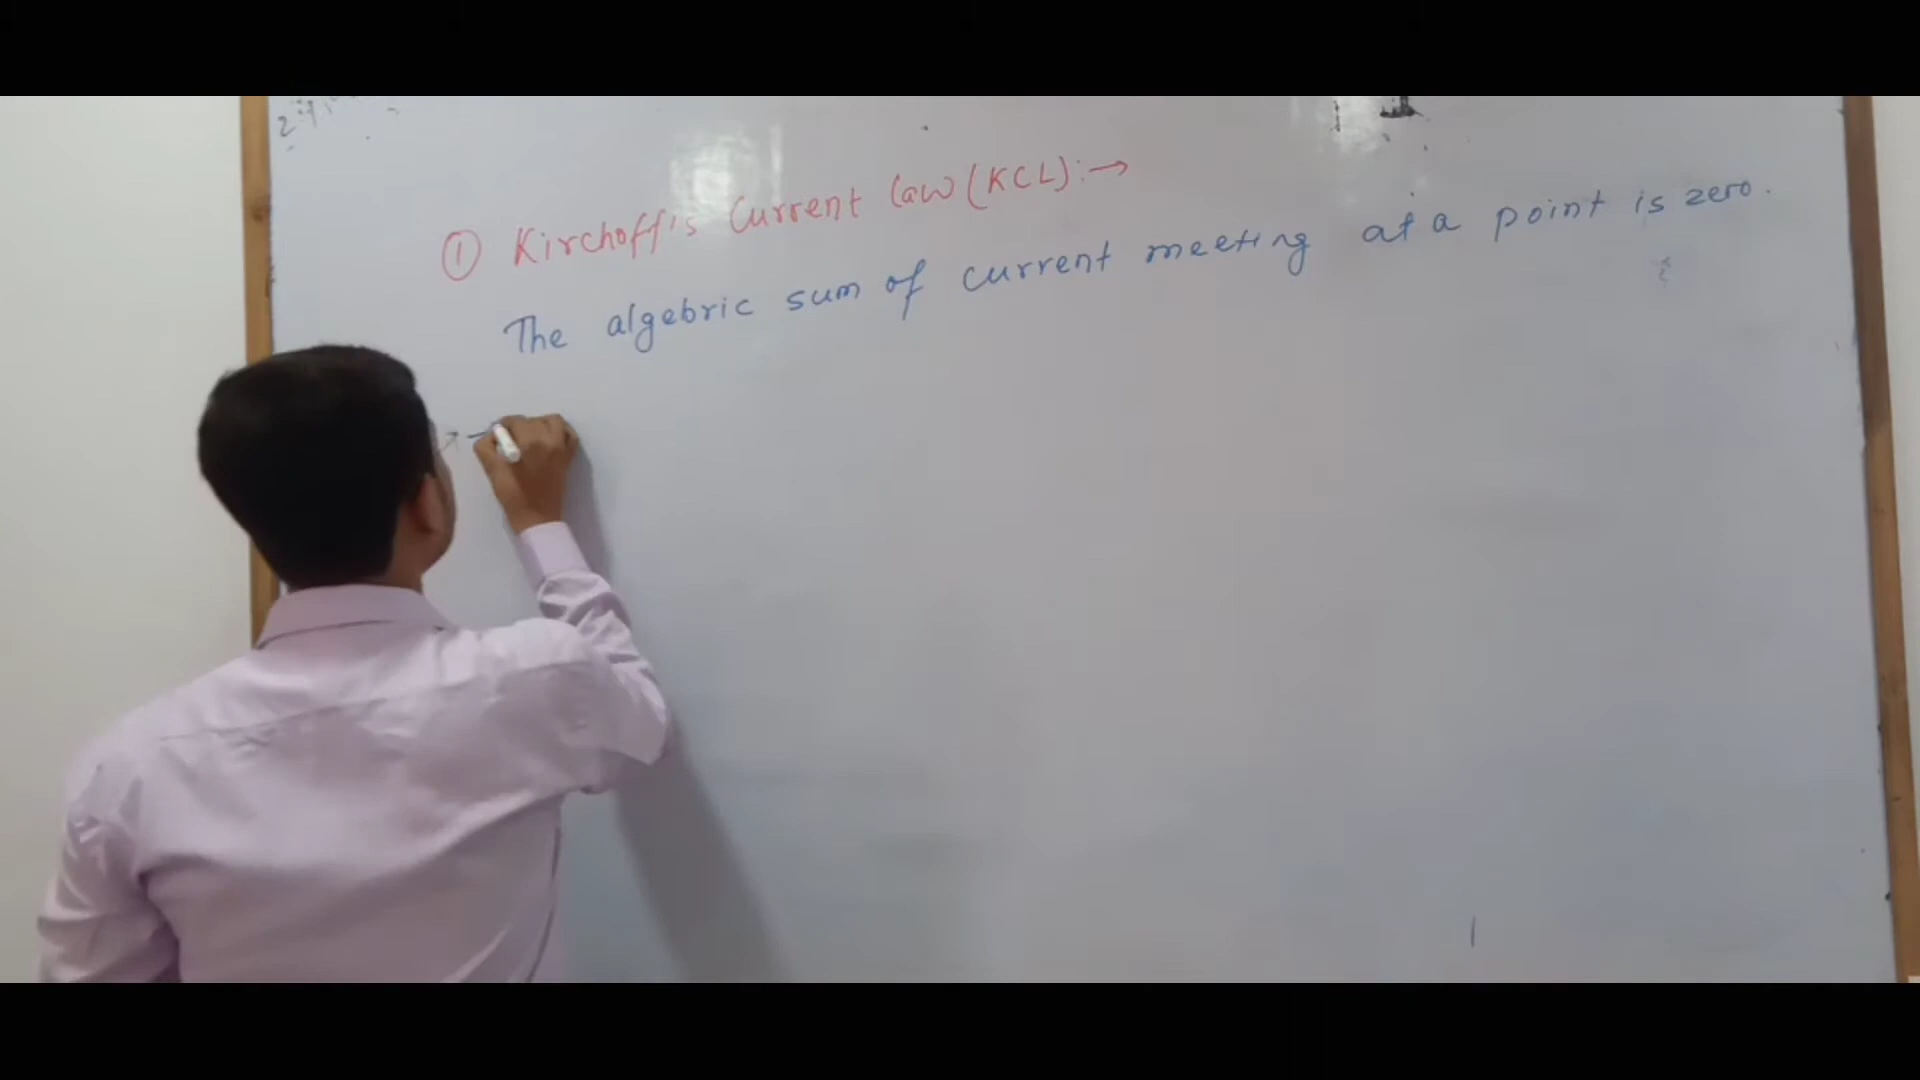 ① Kirchoff's Current Law (KCL):→
The algebric sum of current meeting at a point is zero.